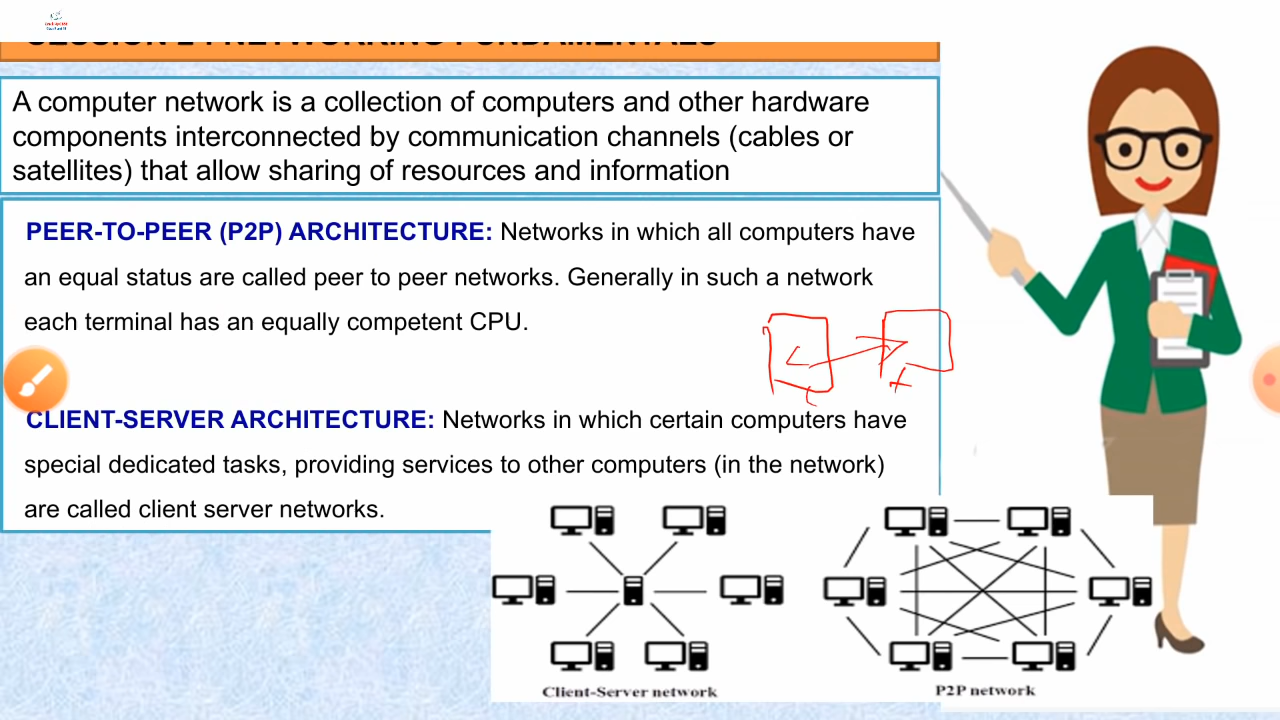 A computer network is a collection of computers and other hardware
components interconnected by communication channels (cables or
satellites) that allow sharing of resources and information
PEER-TO-PEER (P2P) ARCHITECTURE: Networks in which all computers have
an equal status are called peer to peer networks. Generally in such a network
each terminal has an equally competent CPU.
CLIENT-SERVER ARCHITECTURE: Networks in which certain computers have
special dedicated tasks, providing services to other computers (in the network)
are called client server networks.
Client-Server network
P2P network